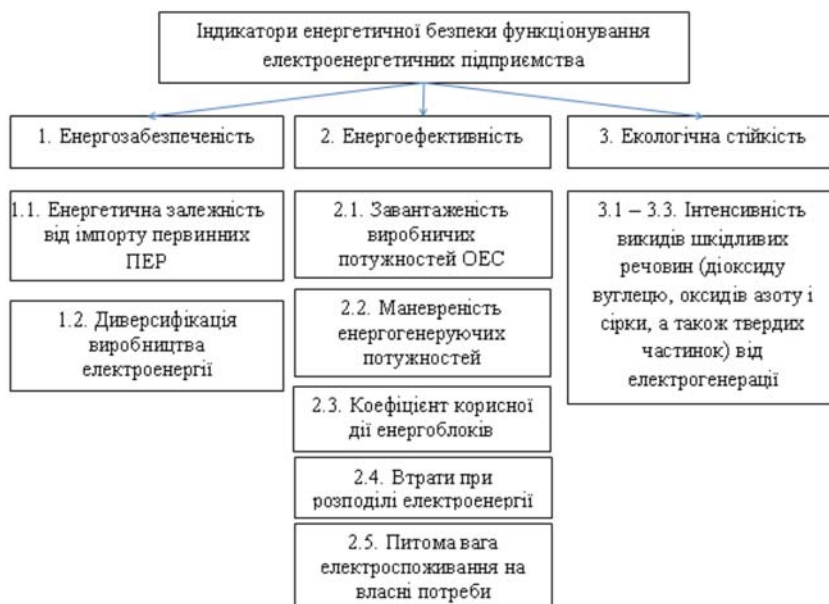 Індикатори енергетичної безпеки функціонування
електроенергетичних підприємства
1. Енергозабезпеченість
2. Енергоефективність
3. Екологічна стійкість
1.1. Енергетична залежність
від імпорту первинних
ПЕР
1.2. Диверсифікація
виробництва
електроенергії
2.1. Завантаженість
виробничих
потужностей ОЕС
2.2. Маневреність
енергогенеруючих
потужностей
2.3. Коефіцієнт корисної
дії енергоблоків
2.4. Втрати при
розподілі електроенергії
2.5. Питома вага
електроспоживання на
власні потреби
3.1 – 3.3. Інтенсивність
викидів шкідливих
речовин (діоксиду
вуглецю, оксидів азоту і
сірки, а також твердих
частинок) від
електрогенерації